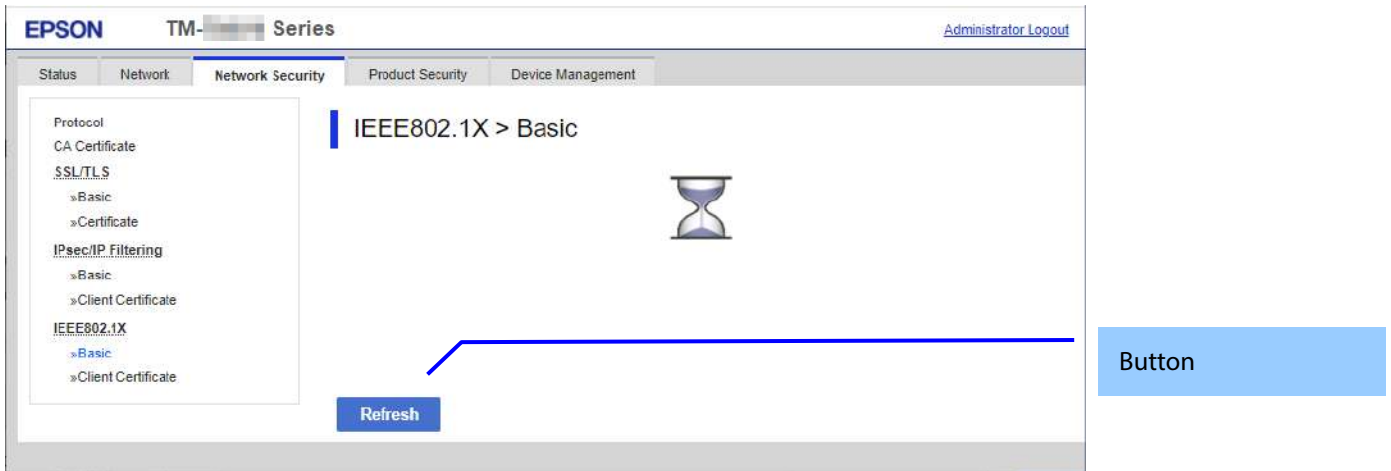 EPSON TM- Series Administrator Logout
Status Network Network Security Product Security Device Management
Protocol
CA Certificate
SSL/TLS
»Basic
»Certificate
IPsec/IP Filtering
»Basic
»Client Certificate
IEEE802.1X
»Basic
»Client Certificate
IEEE802.1X > Basic
Refresh
Button